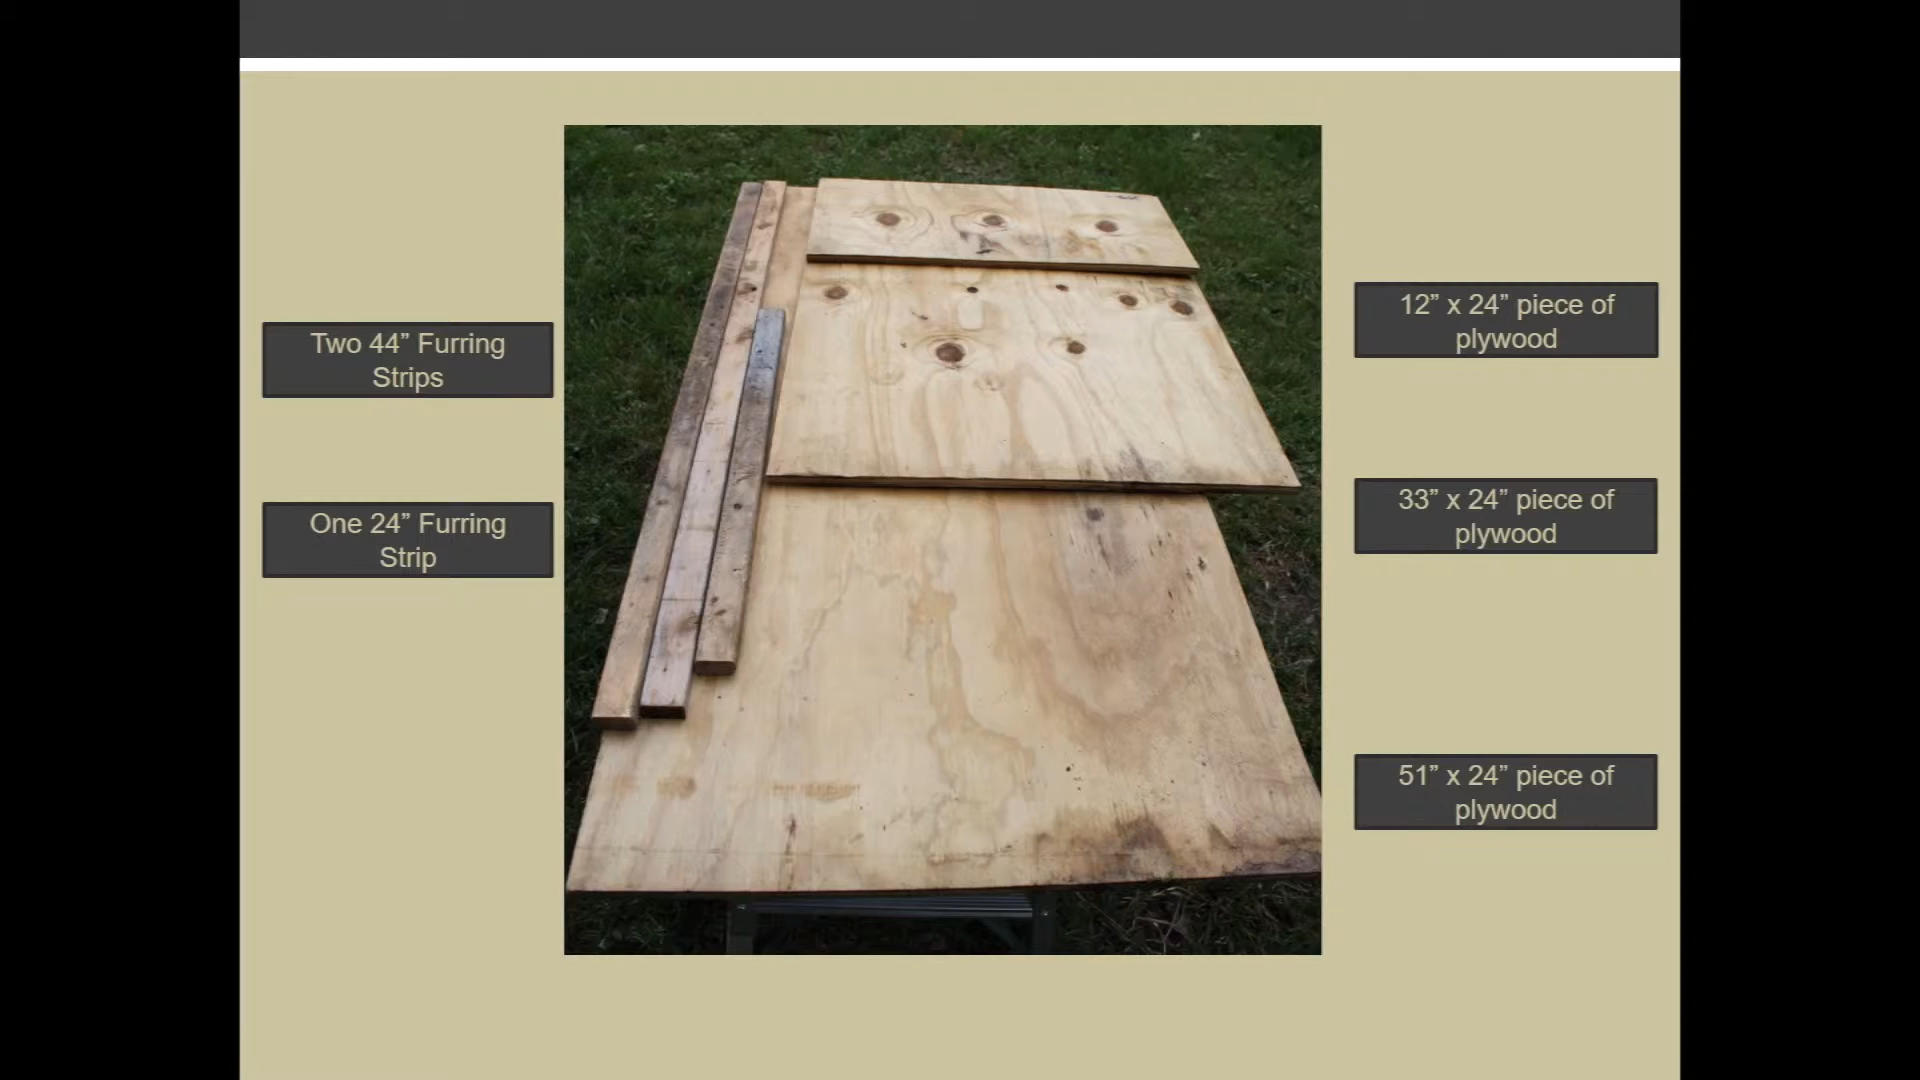 Two 44” Furring
Strips
One 24” Furring
Strip
12” x 24” piece of
plywood
33” x 24” piece of
plywood
51” x 24” piece of
plywood